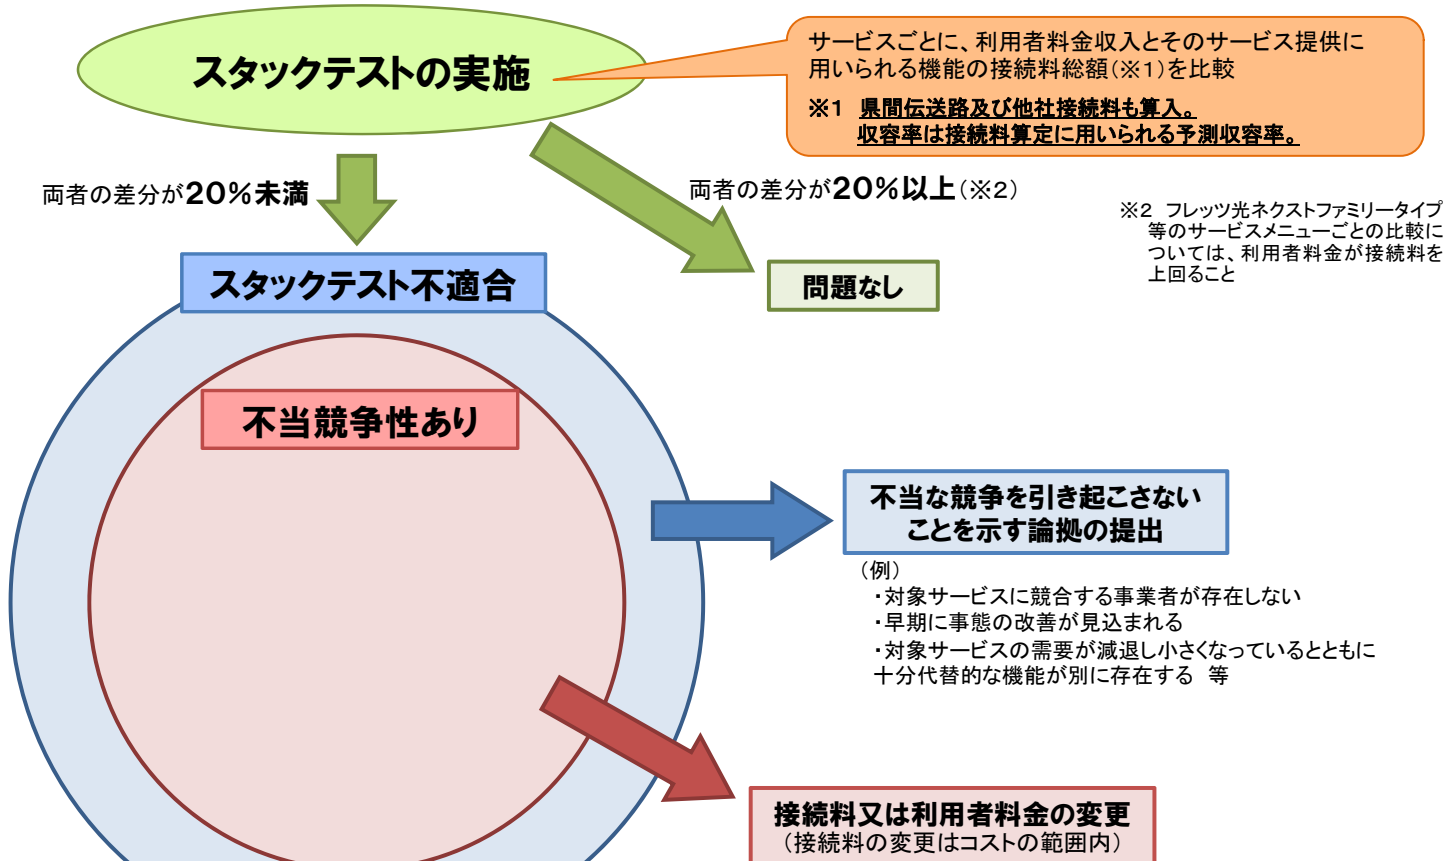 スタックテストの実施
サービスごとに、利用者料金収入とそのサービス提供に
用いられる機能の接続料総額(※1)を比較
※1 県間伝送路及び他社接続料も算入。
収容率は接続料算定に用いられる予測収容率。
両者の差分が20%未満
両者の差分が20%以上(※2)
※2 フレッツ光ネクストファミリータイプ
等のサービスメニューごとの比較に
ついては、利用者料金が接続料を
上回ること
スタックテスト不適合
問題なし
不当競争性あり
不当な競争を引き起こさない
ことを示す論拠の提出
(例)
・対象サービスに競合する事業者が存在しない
・早期に事態の改善が見込まれる
・対象サービスの需要が減退し小さくなっているとともに
十分代替的な機能が別に存在する 等
接続料又は利用者料金の変更
(接続料の変更はコストの範囲内)